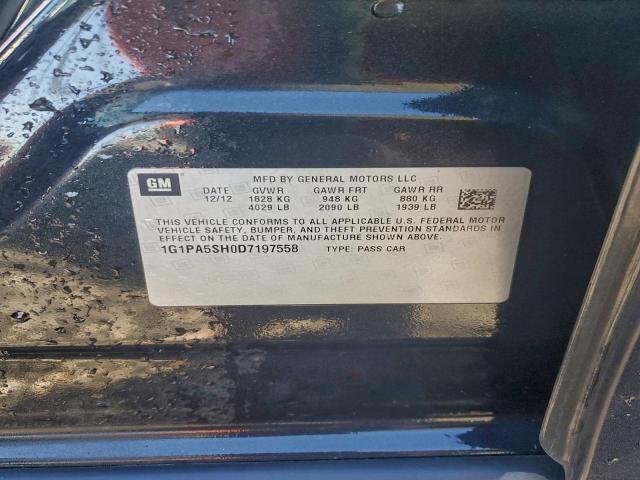 GM
MFD BY GENERAL MOTORS LLC
DATE GVWR GAWR FRT GAWR RR
12/12 1828 KG 948 KG 880 KG
4029 LB 2090 LB 1939 LB
THIS VEHICLE CONFORMS TO ALL APPLICABLE U.S. FEDERAL MOTOR
VEHICLE SAFETY, BUMPER, AND THEFT PREVENTION STANDARDS IN
EFFECT ON THE DATE OF MANUFACTURE SHOWN ABOVE.
1G1PA5SH0D7197558 TYPE: PASS CAR